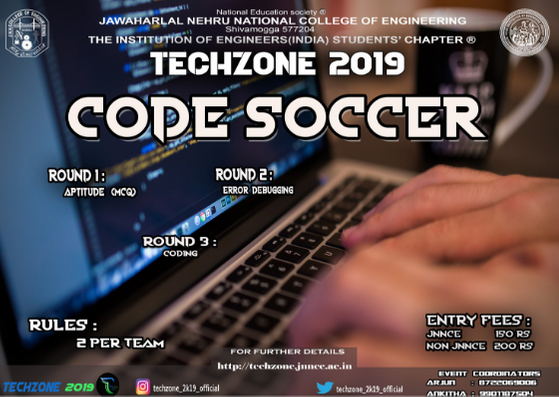 National Education society ®
JAWAHARLAL NEHRU NATIONAL COLLEGE OF ENGINEERING
Shivamogga 577204
THE INSTITUTION OF ENGINEERS(INDIA) STUDENTS' CHAPTER ®
TECHZONE 2019
CODE SOCCER
ROUND 1 :
APTITUDE (MCQ)
ROUND 2 :
ERROR DEBUGGING
ROUND 3 :
CODING
RULES :
2 PER TEAM
ENTRY FEES :
JNNCE 150 RS
NON JNNCE 200 RS
FOR FURTHER DETAILS
http://techzone.jnnce.ac.in
EVENT COORDINATORS
ARJUN : 8722069006
ANKITHA : 9901187504
TECHZONE 2019
techzone_2k19_official
techzone_2k19_official